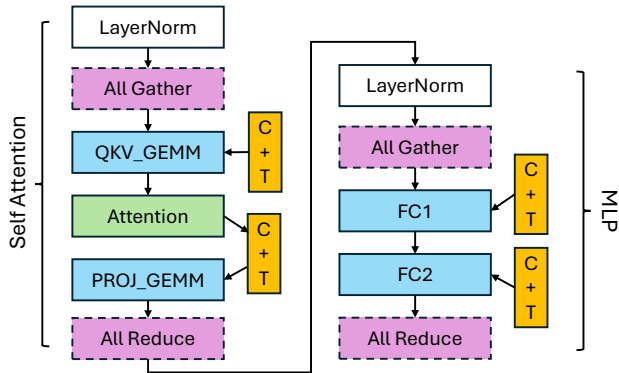 Self Attention
LayerNorm
All Gather
QKV_GEMM
C
+
T
Attention
C
+
T
PROJ_GEMM
All Reduce
LayerNorm
All Gather
FC1
C
+
T
FC2
C
+
T
All Reduce
MLP